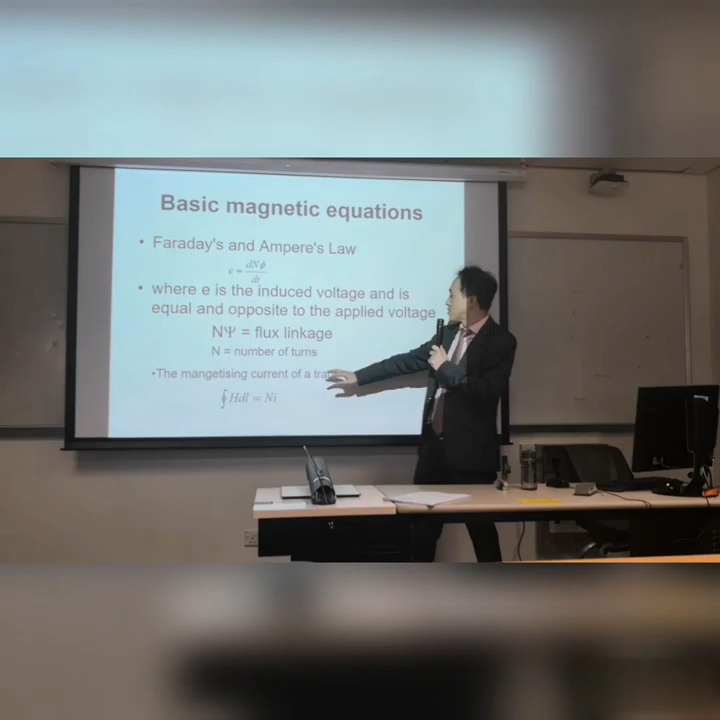 Basic magnetic equations
• Faraday's and Ampere's Law
e = dNϕ/dt
• where e is the induced voltage and is
equal and opposite to the applied voltage
NΨ = flux linkage
N = number of turns
•The mangetising current of a
∮ Hdl = Ni